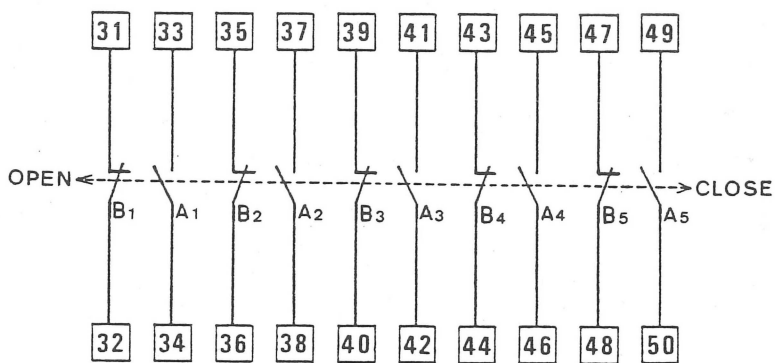 31 33 35 37 39 41 43 45 47 49
OPEN CLOSE
B1 A1 B2 A2 B3 A3 B4 A4 B5 A5
32 34 36 38 40 42 44 46 48 50